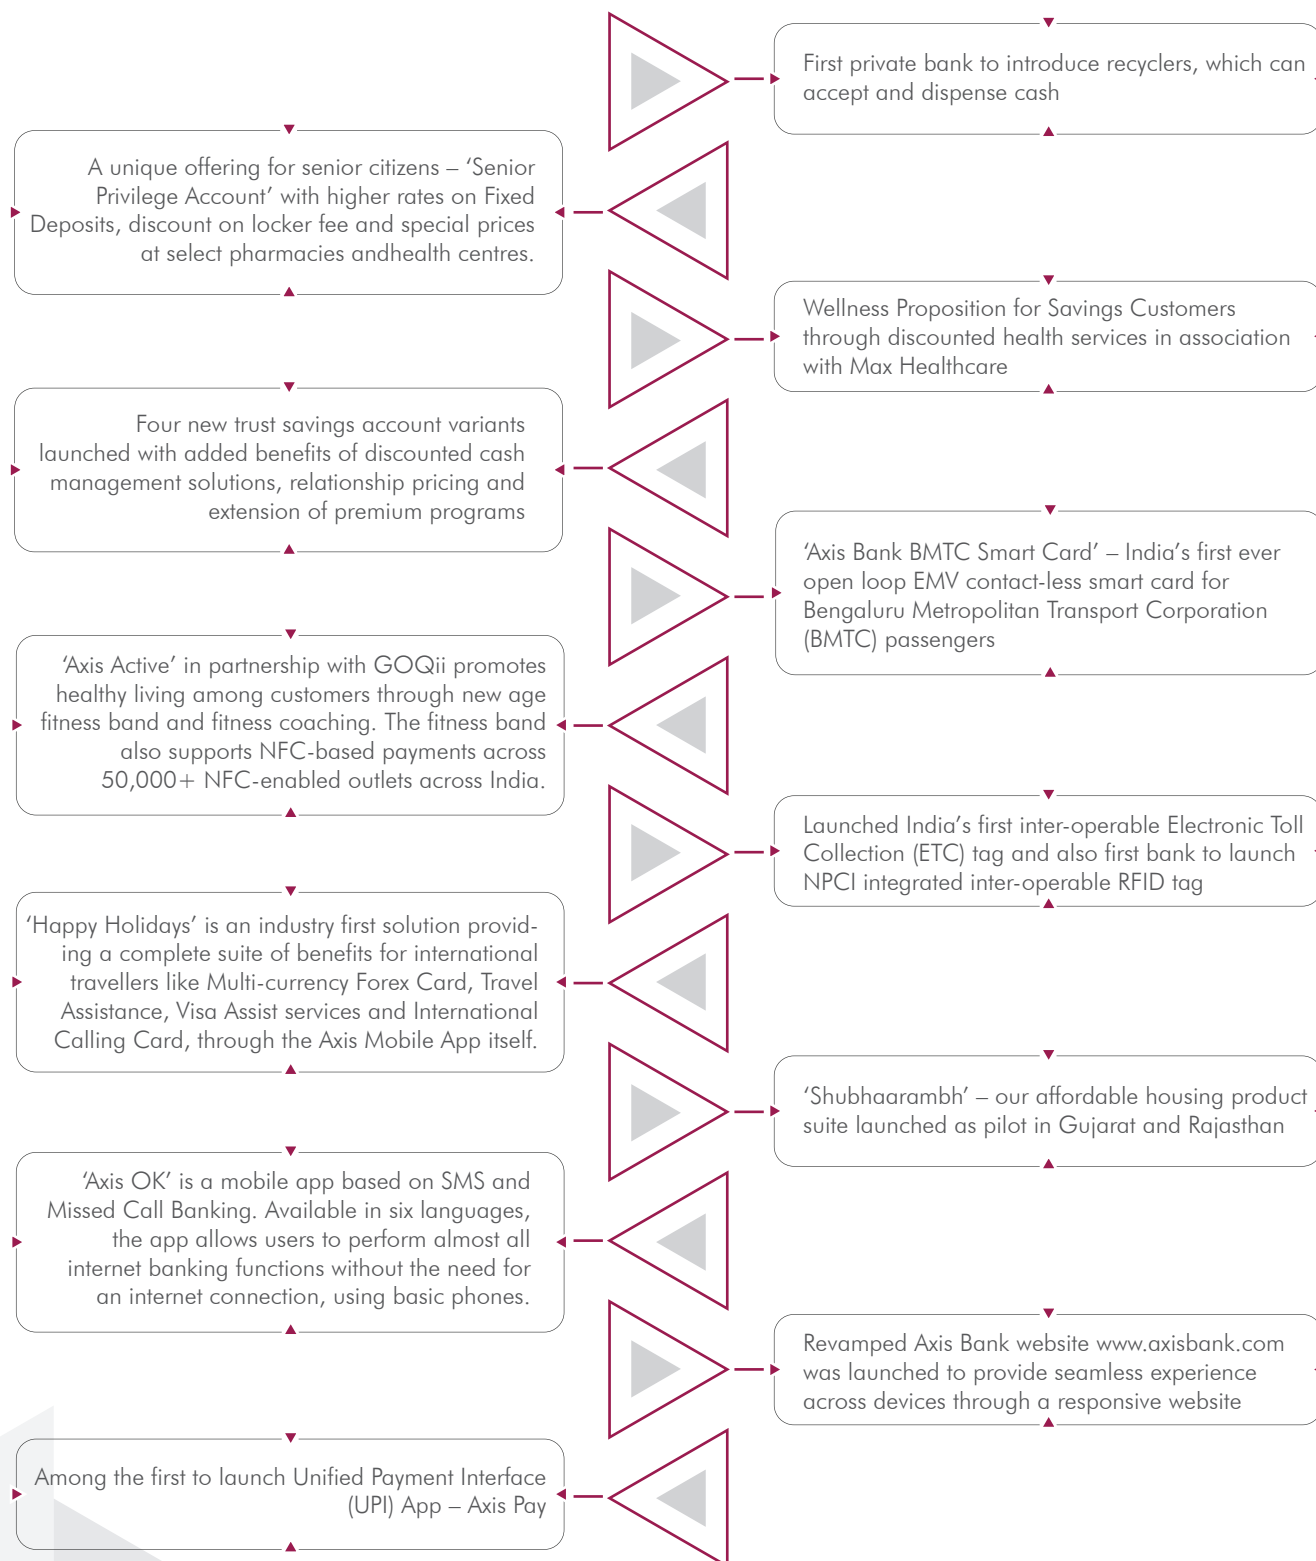 First private bank to introduce recyclers, which can
accept and dispense cash
A unique offering for senior citizens – ‘Senior
Privilege Account’ with higher rates on Fixed
Deposits, discount on locker fee and special prices
at select pharmacies andhealth centres.
Wellness Proposition for Savings Customers
through discounted health services in association
with Max Healthcare
Four new trust savings account variants
launched with added benefits of discounted cash
management solutions, relationship pricing and
extension of premium programs
‘Axis Bank BMTC Smart Card’ – India’s first ever
open loop EMV contact-less smart card for
Bengaluru Metropolitan Transport Corporation
(BMTC) passengers
‘Axis Active’ in partnership with GOQii promotes
healthy living among customers through new age
fitness band and fitness coaching. The fitness band
also supports NFC-based payments across
50,000+ NFC-enabled outlets across India.
Launched India’s first inter-operable Electronic Toll
Collection (ETC) tag and also first bank to launch
NPCI integrated inter-operable RFID tag
‘Happy Holidays’ is an industry first solution provid-
ing a complete suite of benefits for international
travellers like Multi-currency Forex Card, Travel
Assistance, Visa Assist services and International
Calling Card, through the Axis Mobile App itself.
‘Shubhaarambh’ – our affordable housing product
suite launched as pilot in Gujarat and Rajasthan
‘Axis OK’ is a mobile app based on SMS and
Missed Call Banking. Available in six languages,
the app allows users to perform almost all
internet banking functions without the need for
an internet connection, using basic phones.
Revamped Axis Bank website www.axisbank.com
was launched to provide seamless experience
across devices through a responsive website
Among the first to launch Unified Payment Interface
(UPI) App – Axis Pay